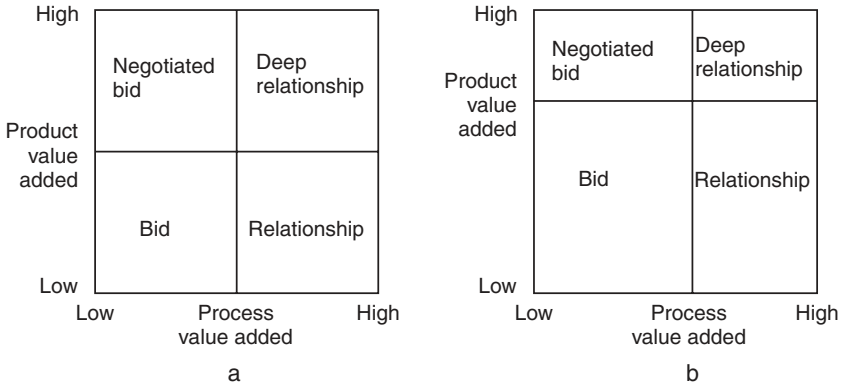 High
Product
value
added
Low
Negotiated
bid
Deep
relationship
Bid
Relationship
Low
Process
value added
High
a
High
Product
value
added
Low
Negotiated
bid
Deep
relationship
Bid
Relationship
Low
Process
value added
High
b